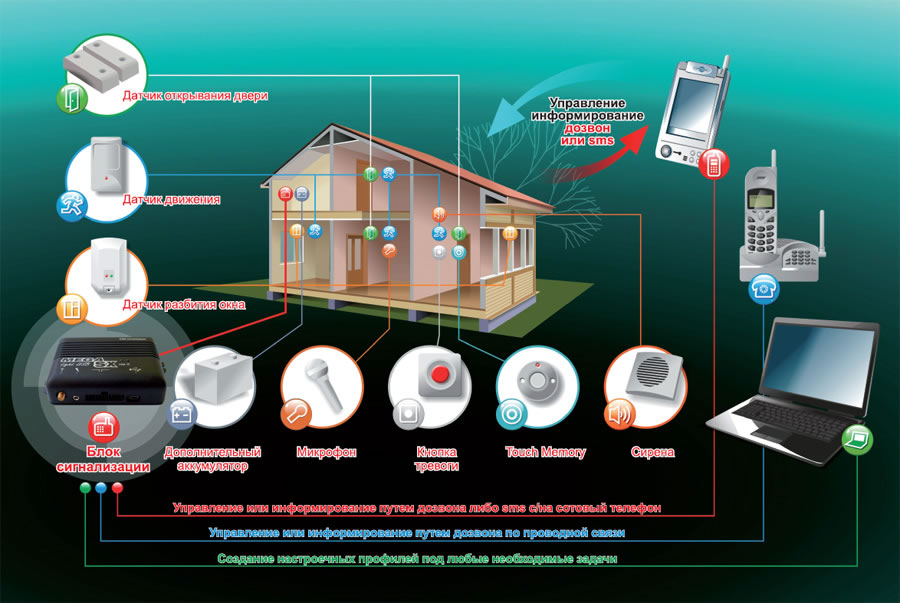 Датчик открывания двери
Управление
информирование
дозвон
или sms
Датчик движения
Датчик разбития окна
MEGA
SX
Блок
сигнализации
Дополнительный
аккумулятор
Микрофон
Кнопка
тревоги
Touch Memory
Сирена
Управление или информирование путем дозвона либо sms с/на сотовый телефон
Управление или информирование путем дозвона по проводной связи
Создание настроечных профилей под любые необходимые задачи